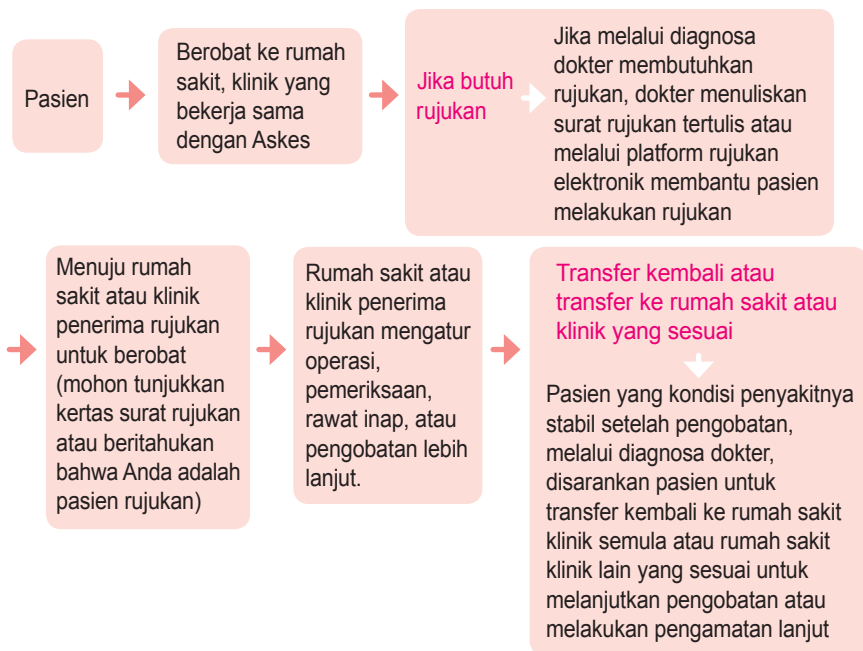 Pasien
Berobat ke rumah
sakit, klinik yang
bekerja sama
dengan Askes
Jika butuh
rujukan
Jika melalui diagnosa
dokter membutuhkan
rujukan, dokter menuliskan
surat rujukan tertulis atau
melalui platform rujukan
elektronik membantu pasien
melakukan rujukan
Menuju rumah
sakit atau klinik
penerima rujukan
untuk berobat
(mohon tunjukkan
kertas surat rujukan
atau beritahukan
bahwa Anda adalah
pasien rujukan)
Rumah sakit atau
klinik penerima
rujukan mengatur
operasi,
pemeriksaan,
rawat inap, atau
pengobatan lebih
lanjut.
Transfer kembali atau
transfer ke rumah sakit atau
klinik yang sesuai
Pasien yang kondisi penyakitnya
stabil setelah pengobatan,
melalui diagnosa dokter,
disarankan pasien untuk
transfer kembali ke rumah sakit
klinik semula atau rumah sakit
klinik lain yang sesuai untuk
melanjutkan pengobatan atau
melakukan pengamatan lanjut